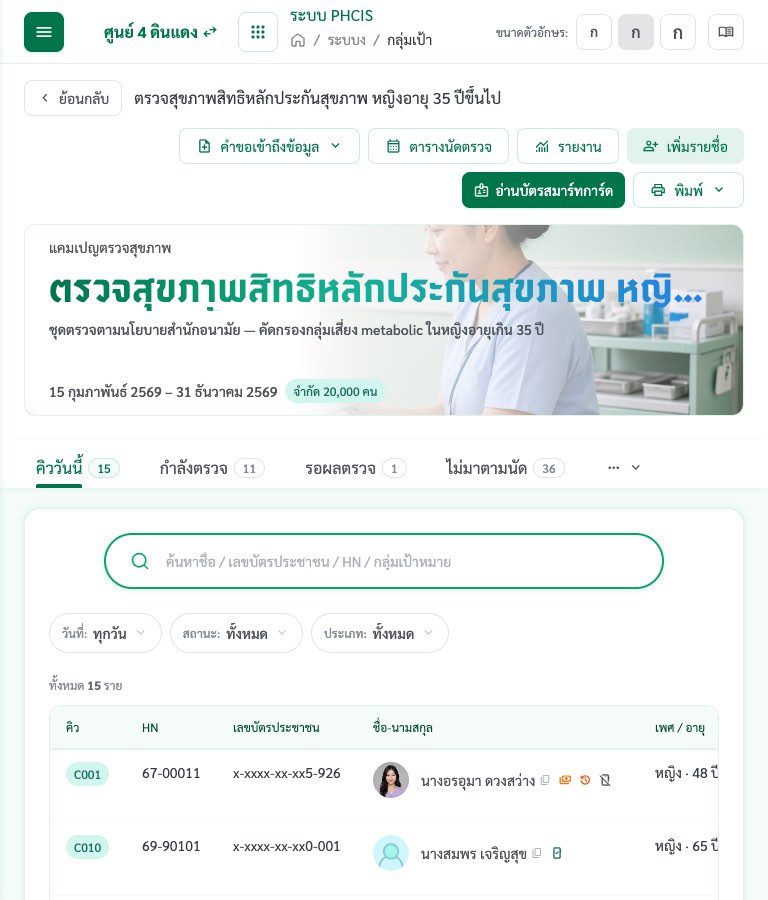 ศูนย์ 4 ดินแดง
ระบบ PHCIS
/ ระบบง / กลุ่มเป้า
ขนาดตัวอักษร: ก ก ก
ย้อนกลับ
ตรวจสุขภาพสิทธิหลักประกันสุขภาพ หญิงอายุ 35 ปีขึ้นไป
คำขอเข้าถึงข้อมูล
ตารางนัดตรวจ
รายงาน
เพิ่มรายชื่อ
อ่านบัตรสมาร์ทการ์ด
พิมพ์
แคมเปญตรวจสุขภาพ
ตรวจสุขภาพสิทธิหลักประกันสุขภาพ หญิ...
ชุดตรวจตามนโยบายสำนักอนามัย — คัดกรองกลุ่มเสี่ยง metabolic ในหญิงอายุเกิน 35 ปี
15 กุมภาพันธ์ 2569 – 31 ธันวาคม 2569 จำกัด 20,000 คน
คิววันนี้ 15
กำลังตรวจ 11
รอผลตรวจ 1
ไม่มาตามนัด 36
...
ค้นหาชื่อ / เลขบัตรประชาชน / HN / กลุ่มเป้าหมาย
วันที่: ทุกวัน
สถานะ: ทั้งหมด
ประเภท: ทั้งหมด
ทั้งหมด 15 ราย
คิว HN เลขบัตรประชาชน ชื่อ-นามสกุล เพศ / อายุ
C001 67-00011 x-xxxx-xx-xx5-926 นางอรอุมา ดวงสว่าง หญิง · 48 ปี
C010 69-90101 x-xxxx-xx-xx0-001 นางสมพร เจริญสุข หญิง · 65 ปี